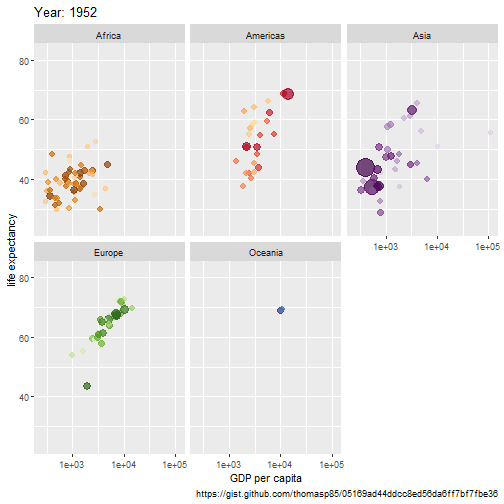 Year: 1952
Africa
Americas
Asia
80
60
40
1e+03 1e+04 1e+05
life expectancy
Europe
Oceania
80
60
40
1e+03 1e+04 1e+05
1e+03 1e+04 1e+05
GDP per capita
https://gist.github.com/thomasp85/05169ad44ddcc8ed56da6ff7bf7fbe36